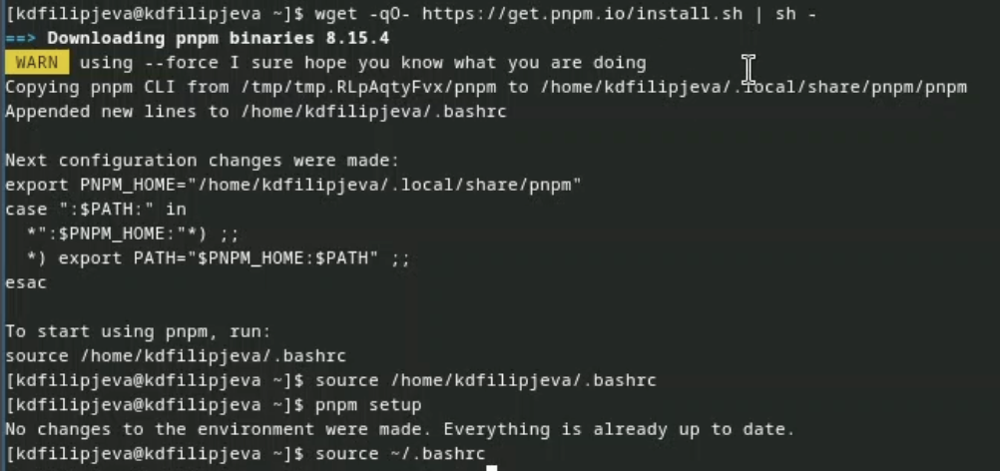 [kdfilipjeva@kdfilipjeva ~]$ wget -qO- https://get.pnpm.io/install.sh | sh -
==> Downloading pnpm binaries 8.15.4
WARN using --force I sure hope you know what you are doing
Copying pnpm CLI from /tmp/tmp.RLpAqtyFvx/pnpm to /home/kdfilipjeva/.local/share/pnpm/pnpm
Appended new lines to /home/kdfilipjeva/.bashrc
Next configuration changes were made:
export PNPM_HOME="/home/kdfilipjeva/.local/share/pnpm"
case ":$PATH:" in
  *":$PNPM_HOME:"*) ;;
  *) export PATH="$PNPM_HOME:$PATH" ;;
esac
To start using pnpm, run:
source /home/kdfilipjeva/.bashrc
[kdfilipjeva@kdfilipjeva ~]$ source /home/kdfilipjeva/.bashrc
[kdfilipjeva@kdfilipjeva ~]$ pnpm setup
No changes to the environment were made. Everything is already up to date.
[kdfilipjeva@kdfilipjeva ~]$ source ~/.bashrc